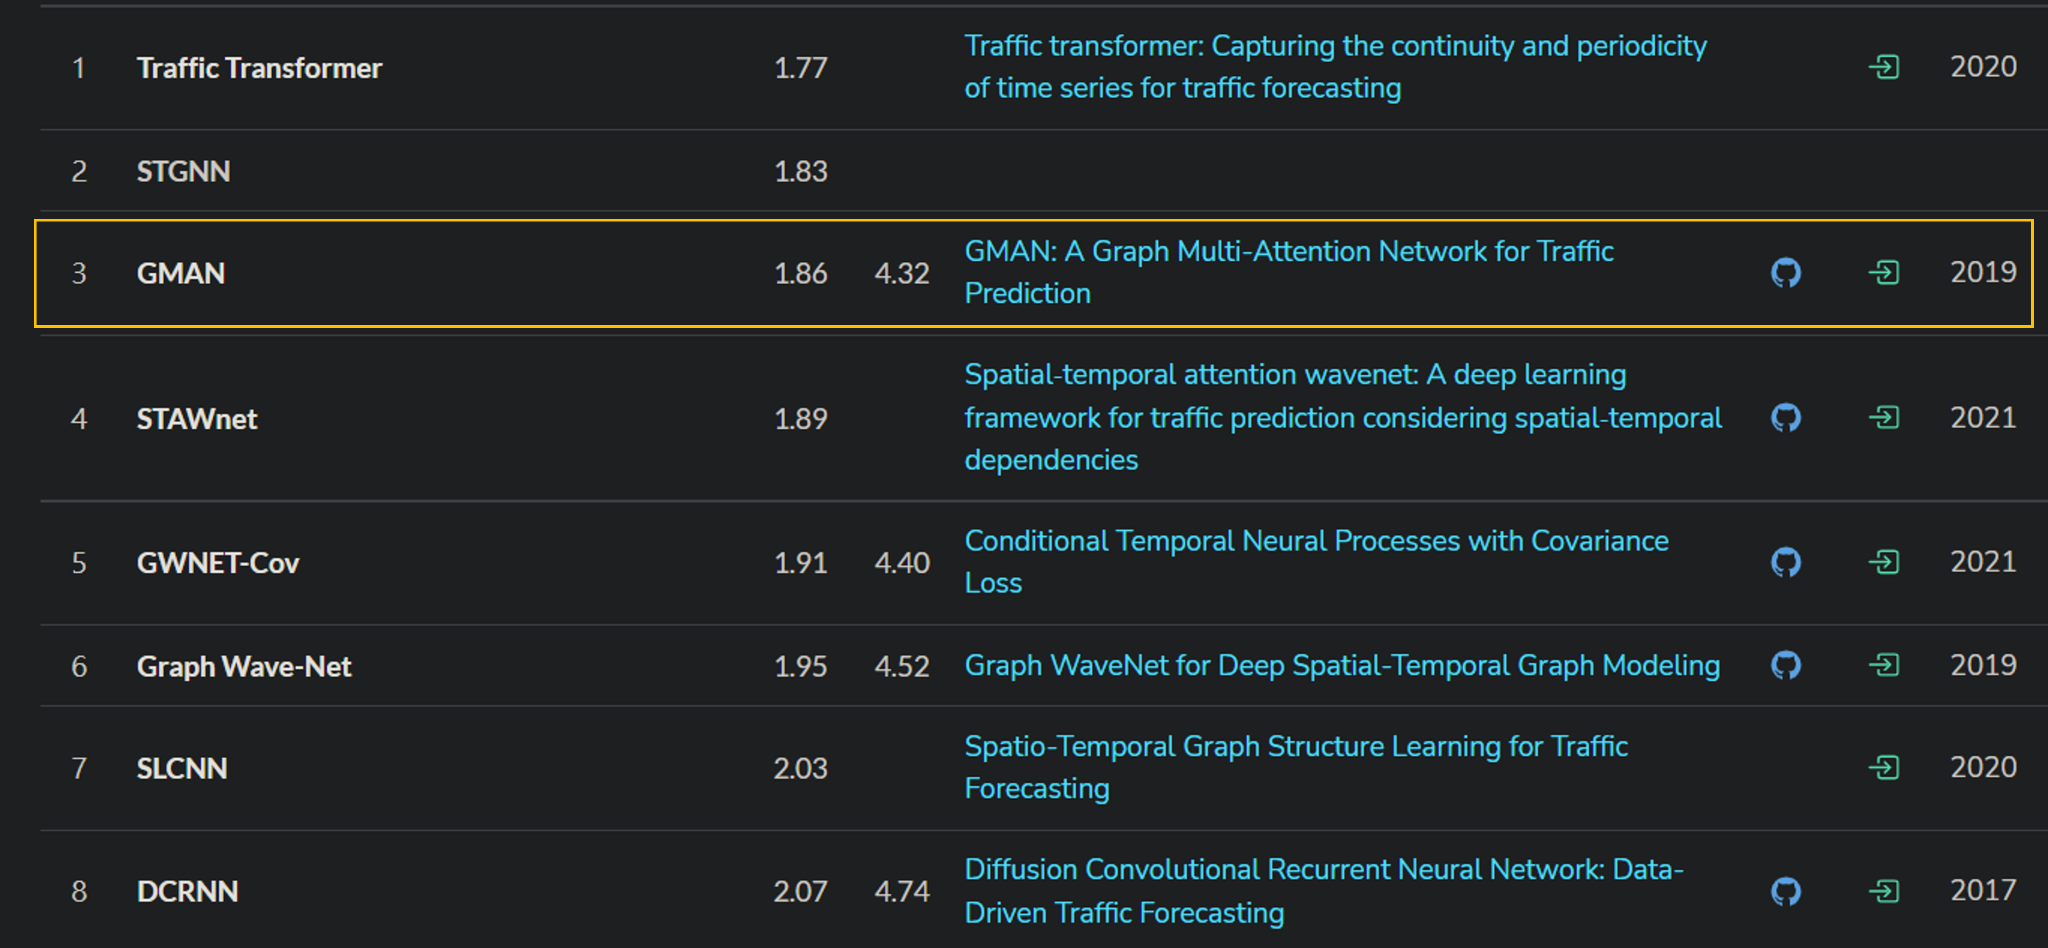 1 Traffic Transformer 1.77 Traffic transformer: Capturing the continuity and periodicity
of time series for traffic forecasting 2020
2 STGNN 1.83
3 GMAN 1.86 4.32 GMAN: A Graph Multi-Attention Network for Traffic
Prediction 2019
4 STAWnet 1.89 Spatial-temporal attention wavenet: A deep learning
framework for traffic prediction considering spatial-temporal
dependencies 2021
5 GWNET-Cov 1.91 4.40 Conditional Temporal Neural Processes with Covariance
Loss 2021
6 Graph Wave-Net 1.95 4.52 Graph WaveNet for Deep Spatial-Temporal Graph Modeling 2019
7 SLCNN 2.03 Spatio-Temporal Graph Structure Learning for Traffic
Forecasting 2020
8 DCRNN 2.07 4.74 Diffusion Convolutional Recurrent Neural Network: Data-
Driven Traffic Forecasting 2017